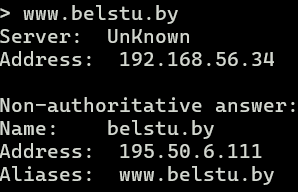 > www.belstu.by
Server:  UnKnown
Address:  192.168.56.34

Non-authoritative answer:
Name:    belstu.by
Address:  195.50.6.111
Aliases:  www.belstu.by